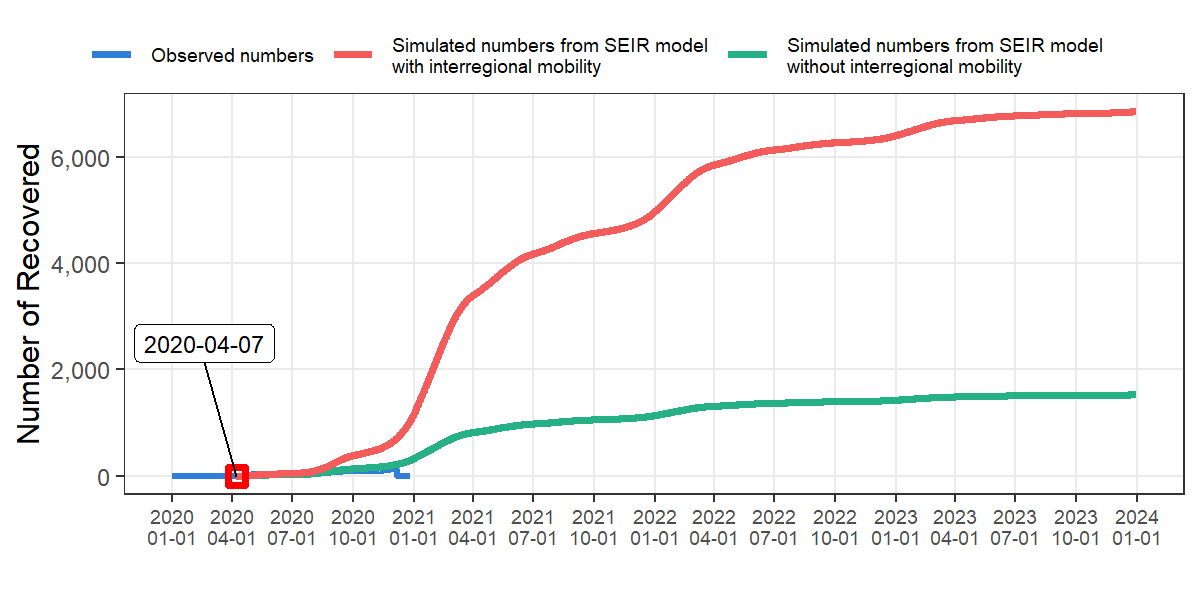 Observed numbers
Simulated numbers from SEIR model
with interregional mobility
Simulated numbers from SEIR model
without interregional mobility
Number of Recovered
6,000
4,000
2,000
0
2020-04-07
2020 2020 2020 2020 2021 2021 2021 2021 2022 2022 2022 2022 2023 2023 2023 2023 2024
01-01 04-01 07-01 10-01 01-01 04-01 07-01 10-01 01-01 04-01 07-01 10-01 01-01 04-01 07-01 10-01 01-01